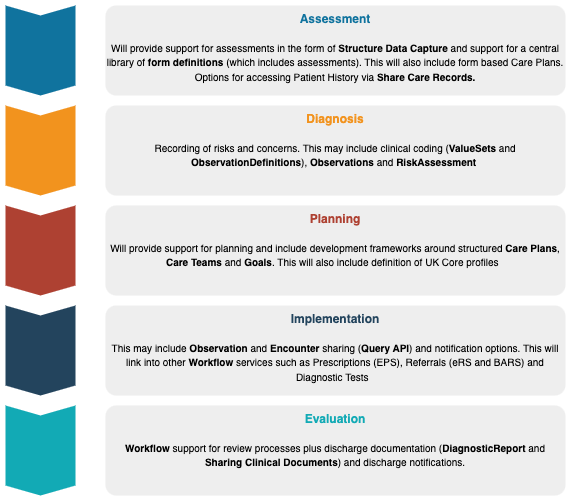 Assessment
Will provide support for assessments in the form of Structure Data Capture and support for a central
library of form definitions (which includes assessments). This will also include form based Care Plans.
Options for accessing Patient History via Share Care Records.
Diagnosis
Recording of risks and concerns. This may include clinical coding (ValueSets and
ObservationDefinitions), Observations and RiskAssessment
Planning
Will provide support for planning and include development frameworks around structured Care Plans,
Care Teams and Goals. This will also include definition of UK Core profiles
Implementation
This may include Observation and Encounter sharing (Query API) and notification options. This will
link into other Workflow services such as Prescriptions (EPS), Referrals (eRS and BARS) and
Diagnostic Tests
Evaluation
Workflow support for review processes plus discharge documentation (DiagnosticReport and
Sharing Clinical Documents) and discharge notifications.